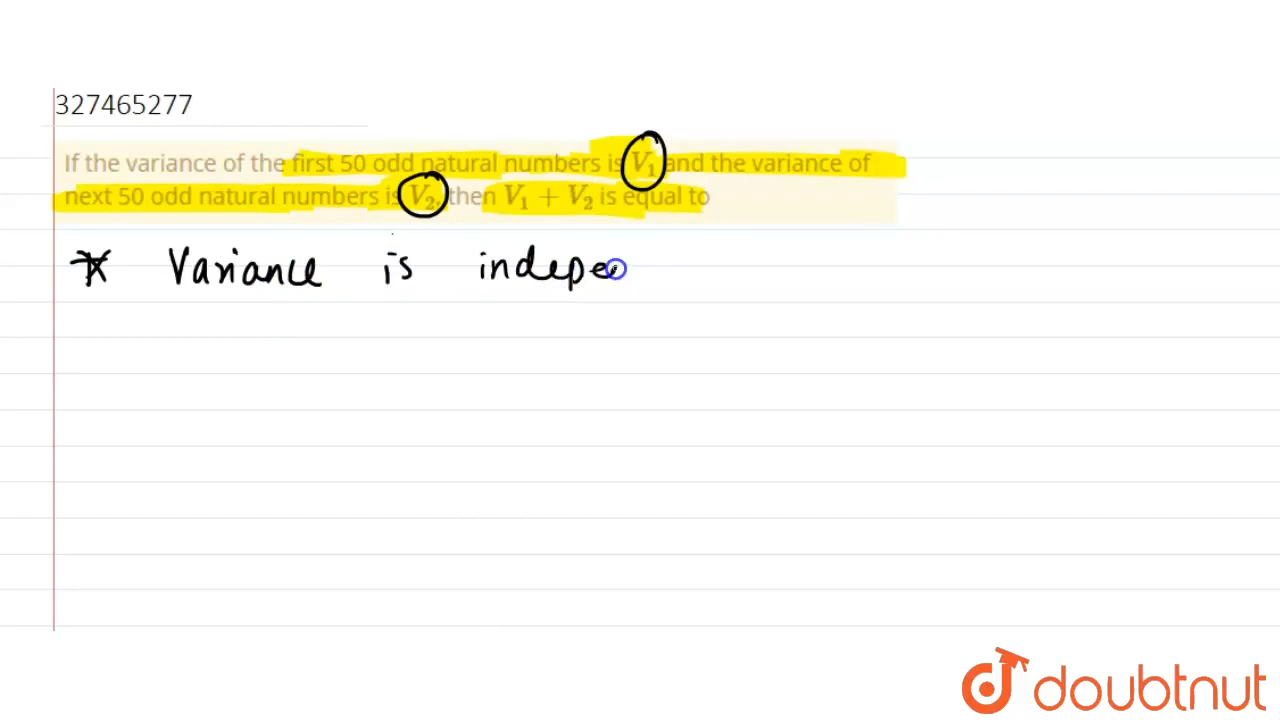 327465277
If the variance of the first 50 odd natural numbers is V₁ and the variance of
next 50 odd natural numbers is V₂, then V₁ + V₂ is equal to
* Variance is indepe
doubtnut